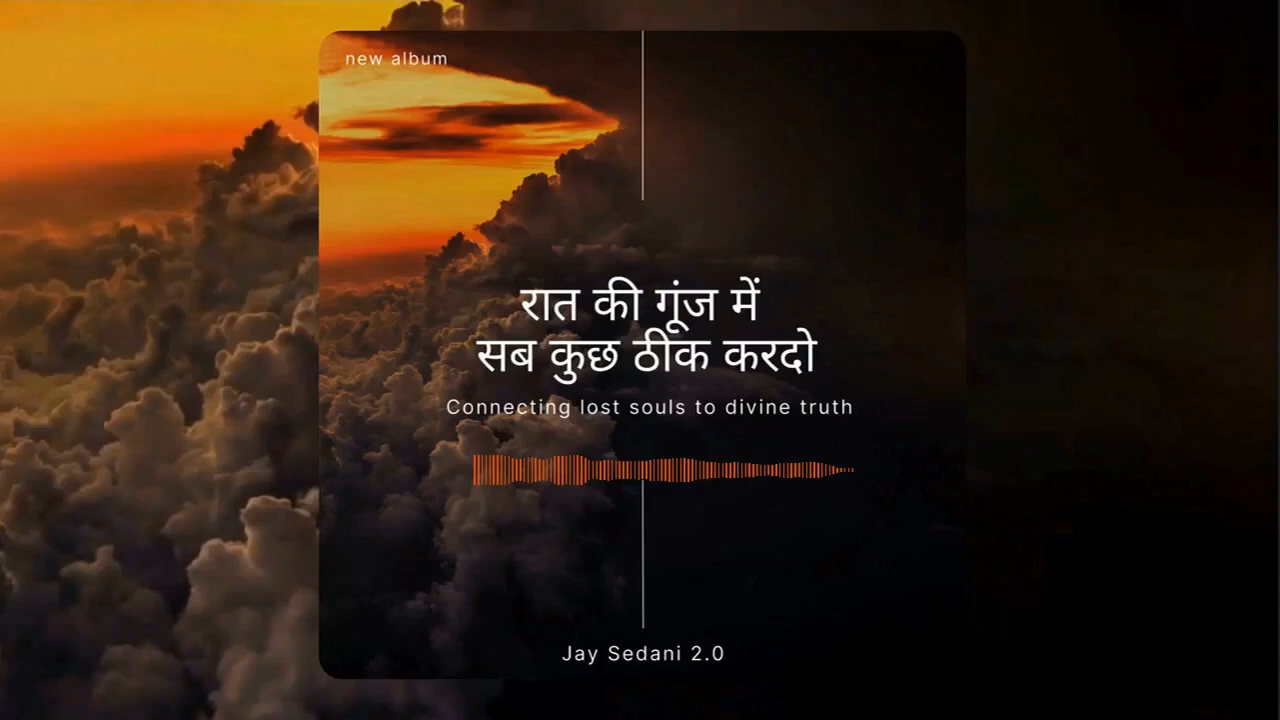 new album
रात की गूंज में
सब कुछ ठीक करदो
Connecting lost souls to divine truth
Jay Sedani 2.0